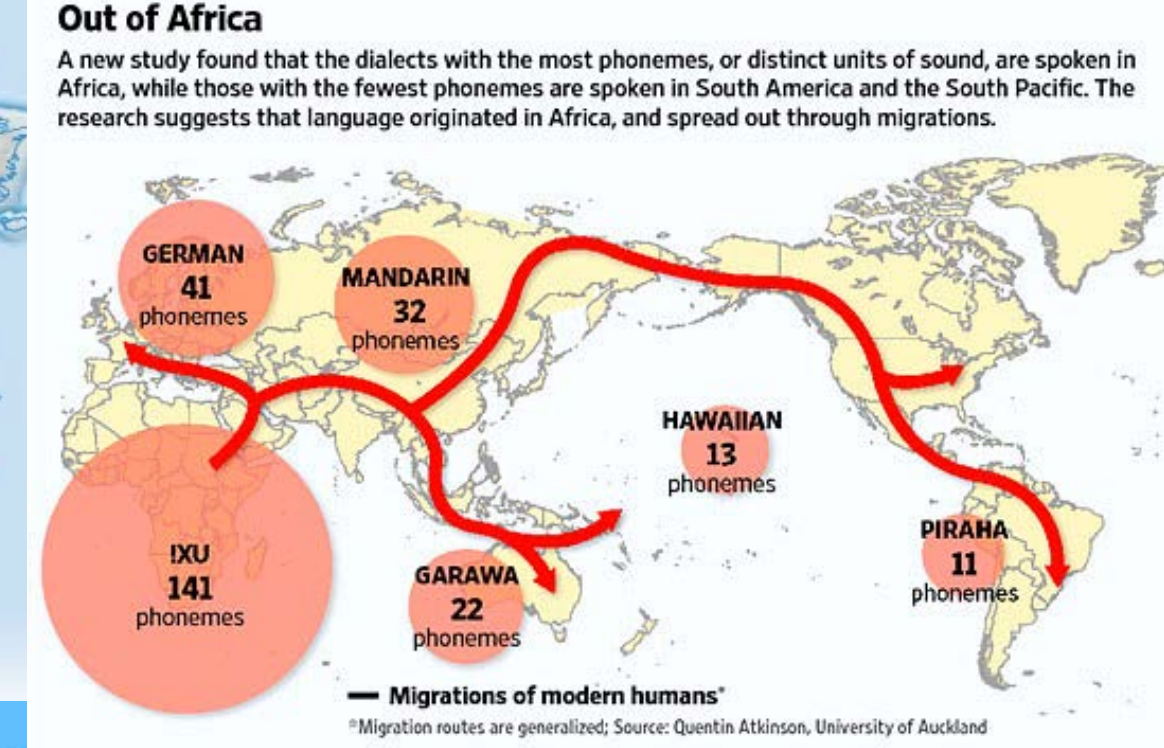 Out of Africa
A new study found that the dialects with the most phonemes, or distinct units of sound, are spoken in
Africa, while those with the fewest phonemes are spoken in South America and the South Pacific. The
research suggests that language originated in Africa, and spread out through migrations.
GERMAN
41
phonemes
MANDARIN
32
phonemes
HAWAIIAN
13
phonemes
PIRAHA
11
phonemes
!XU
141
phonemes
GARAWA
22
phonemes
Migrations of modern humans*
*Migration routes are generalized; Source: Quentin Atkinson, University of Auckland